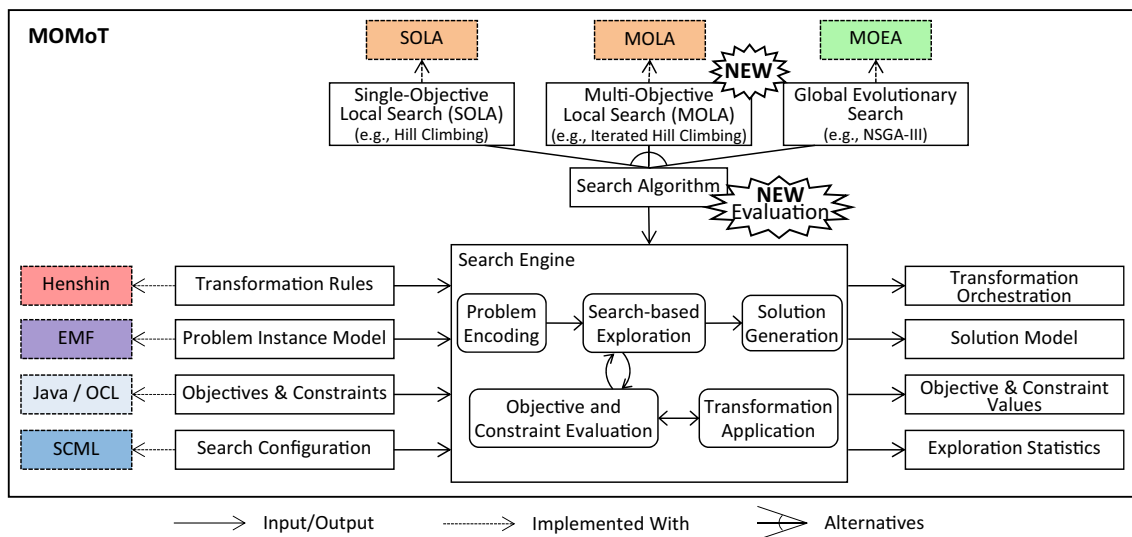 MOMoT
SOLA
MOLA
MOEA
NEW
Single-Objective
Local Search (SOLA)
(e.g., Hill Climbing)
Multi-Objective
Local Search (MOLA)
(e.g., Iterated Hill Climbing)
Global Evolutionary
Search
(e.g., NSGA-III)
Search Algorithm
NEW
Evaluation
Search Engine
Henshin
Transformation Rules
Transformation
Orchestration
Problem
Encoding
Search-based
Exploration
Solution
Generation
EMF
Problem Instance Model
Solution Model
Java / OCL
Objectives & Constraints
Objective and
Constraint Evaluation
Transformation
Application
Objective & Constraint
Values
SCML
Search Configuration
Exploration Statistics
Input/Output
Implemented With
Alternatives